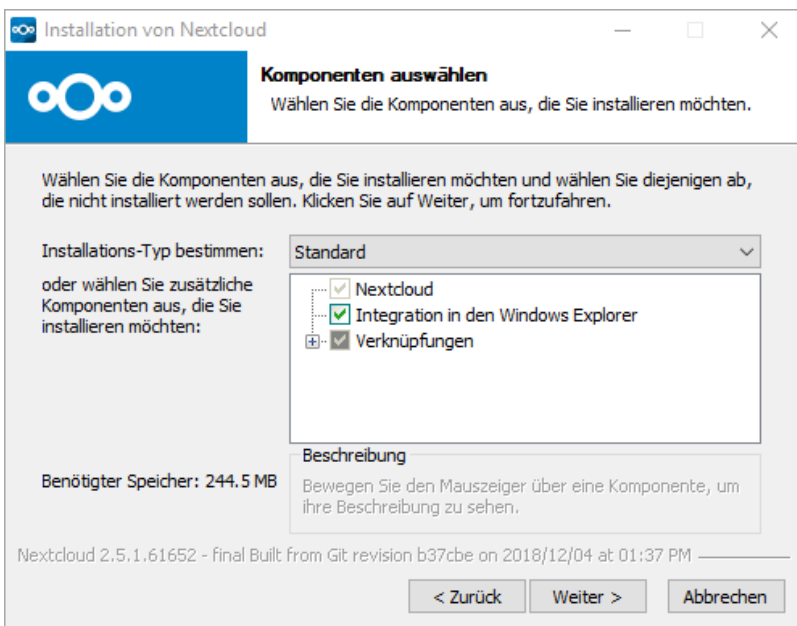 Installation von Nextcloud
Komponenten auswählen
Wählen Sie die Komponenten aus, die Sie installieren möchten.
Wählen Sie die Komponenten aus, die Sie installieren möchten und wählen Sie diejenigen ab,
die nicht installiert werden sollen. Klicken Sie auf Weiter, um fortzufahren.
Installations-Typ bestimmen:
Standard
oder wählen Sie zusätzliche
Komponenten aus, die Sie
installieren möchten:
Nextcloud
Integration in den Windows Explorer
Verknüpfungen
Benötigter Speicher: 244.5 MB
Beschreibung
Bewegen Sie den Mauszeiger über eine Komponente, um
ihre Beschreibung zu sehen.
Nextcloud 2.5.1.61652 - final Built from Git revision b37cbe on 2018/12/04 at 01:37 PM
< Zurück
Weiter >
Abbrechen